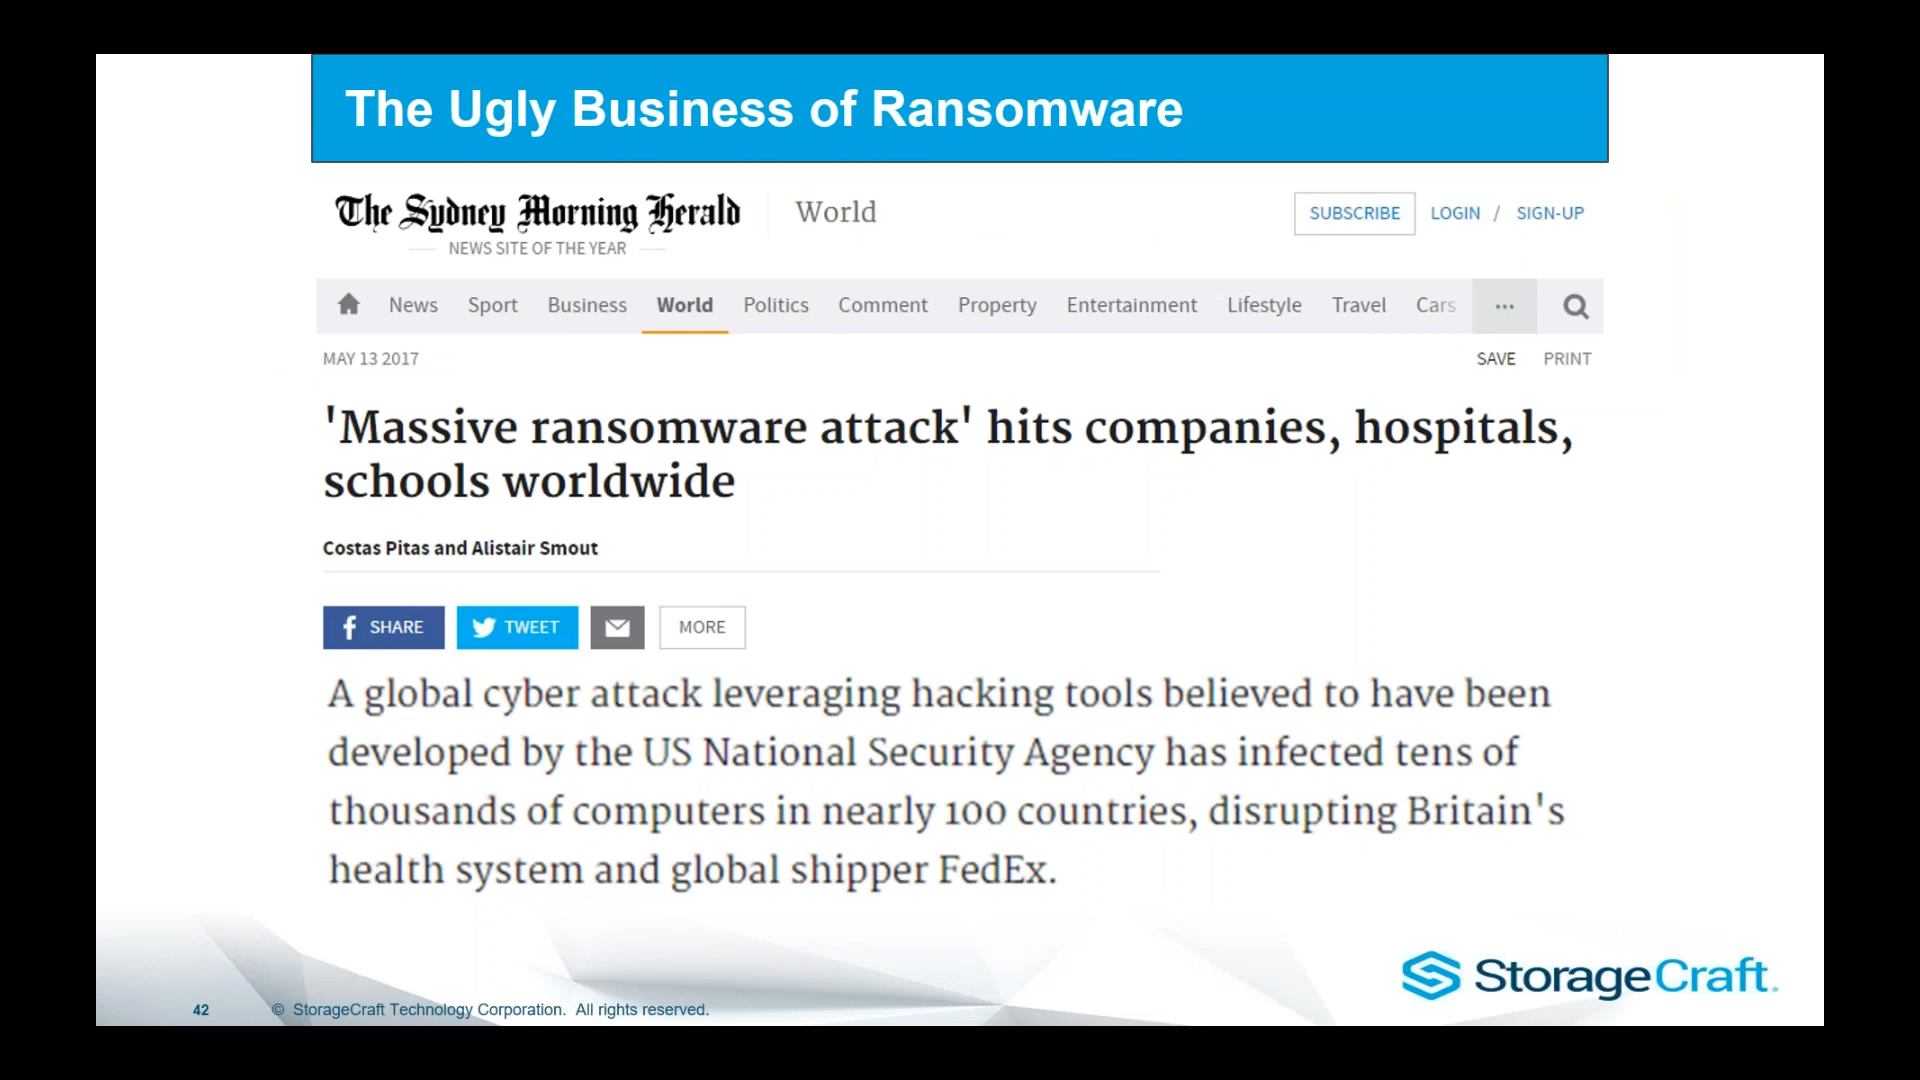 The Ugly Business of Ransomware
The Sydney Morning Herald
NEWS SITE OF THE YEAR
World
SUBSCRIBE LOGIN / SIGN-UP
News Sport Business World Politics Comment Property Entertainment Lifestyle Travel Cars ...
MAY 13 2017
SAVE PRINT
'Massive ransomware attack' hits companies, hospitals,
schools worldwide
Costas Pitas and Alistair Smout
SHARE TWEET MORE
A global cyber attack leveraging hacking tools believed to have been
developed by the US National Security Agency has infected tens of
thousands of computers in nearly 100 countries, disrupting Britain's
health system and global shipper FedEx.
StorageCraft.
42 © StorageCraft Technology Corporation. All rights reserved.